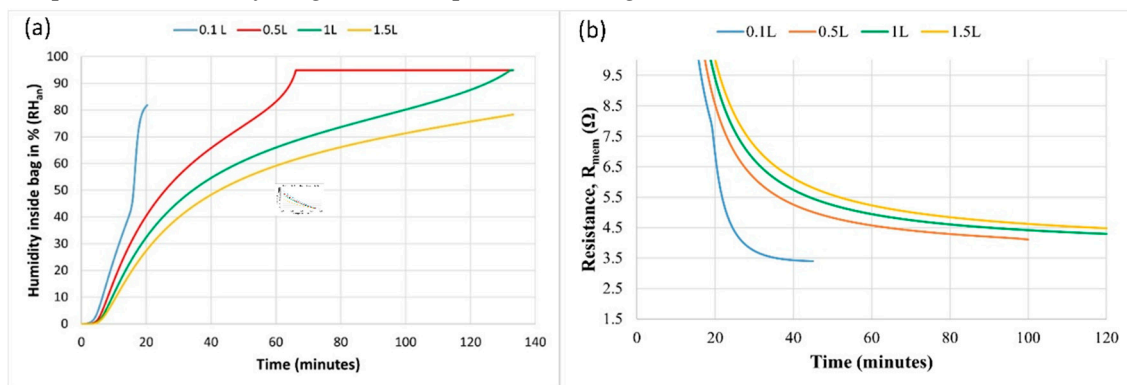 (a)
0.1 L 0.5L 1L 1.5L
Humidity inside bag in % (RHan)
100
90
80
70
60
50
40
30
20
10
0
0 20 40 60 80 100 120 140
Time (minutes)
(b)
0.1L 0.5L 1L 1.5L
Resistance, Rmem (Ω)
9.5
8.5
7.5
6.5
5.5
4.5
3.5
2.5
1.5
0 20 40 60 80 100 120
Time (minutes)